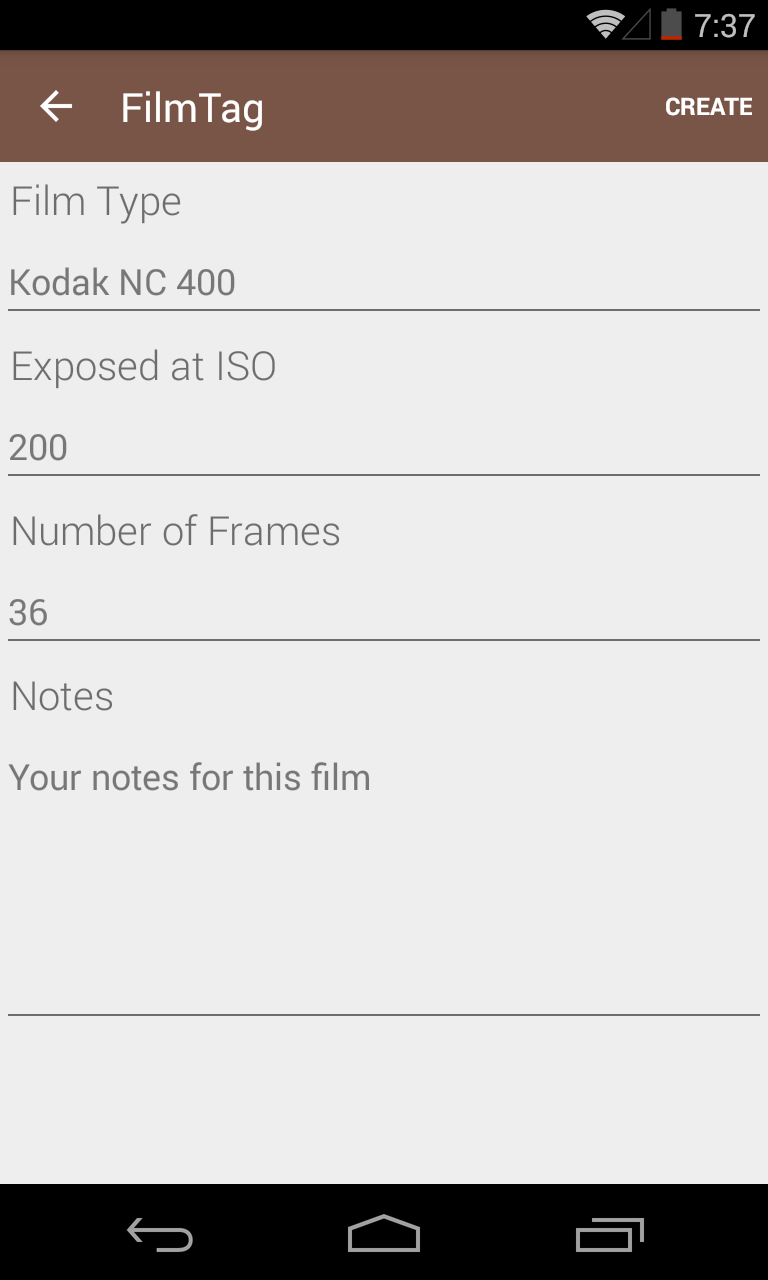 7:37
FilmTag CREATE
Film Type
Kodak NC 400
Exposed at ISO
200
Number of Frames
36
Notes
Your notes for this film